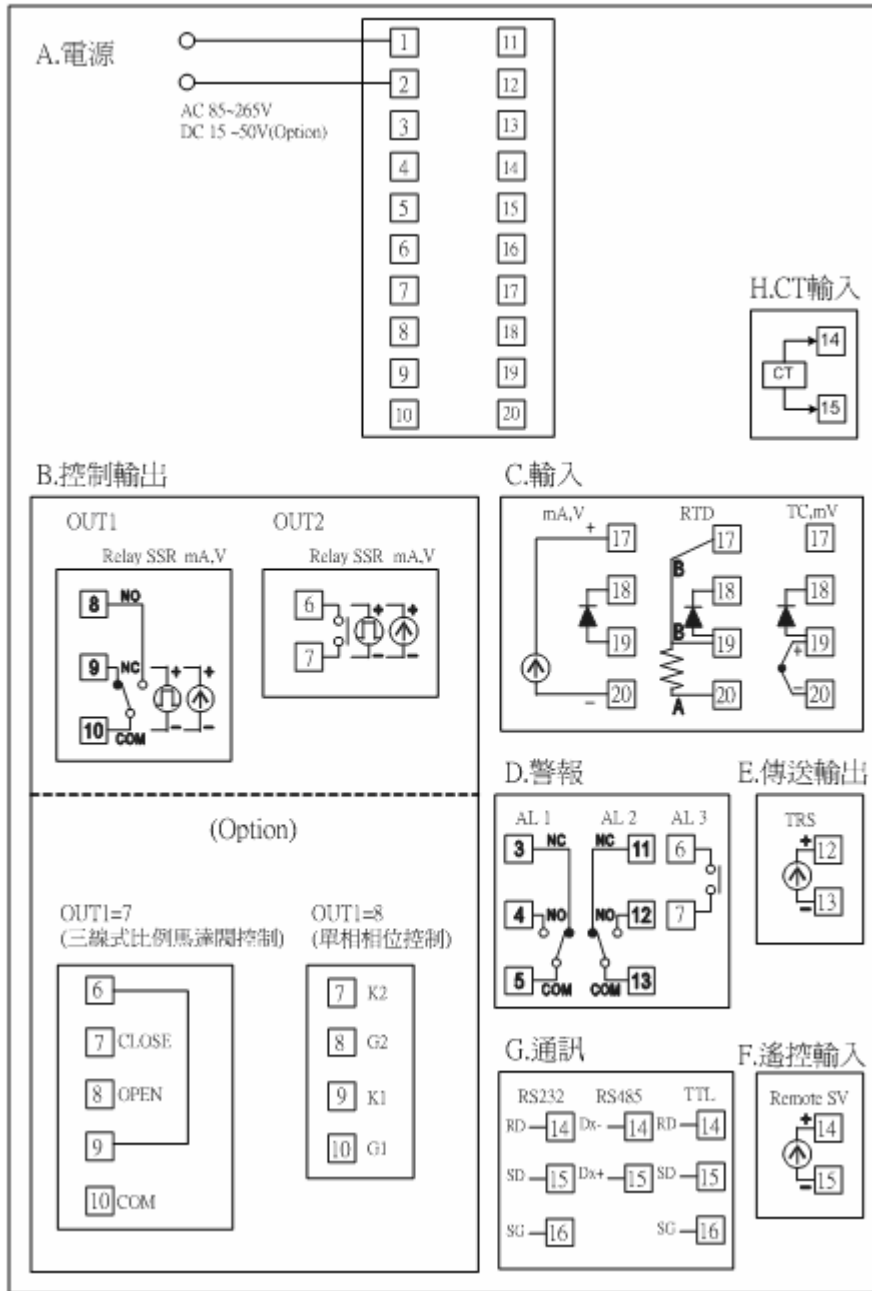 A.電源
AC 85~265V
DC 15 ~50V(Option)
1 11
2 12
3 13
4 14
5 15
6 16
7 17
8 18
9 19
10 20
H.CT輸入
CT
14
15
B.控制輸出
OUT1
Relay SSR mA,V
8 NO
9 NC
10 COM
+ +
− −
OUT2
Relay SSR mA,V
6
7
+ +
− −
C.輸入
mA,V
+ 17
18
19
− 20
RTD
17
B
18
B 19
A 20
TC,mV
17
18
19
+
−
20
(Option)
OUT1=7
(三線式比例馬達閥控制)
6
7 CLOSE
8 OPEN
9
10 COM
OUT1=8
(單相相位控制)
7 K2
8 G2
9 K1
10 G1
D.警報
AL 1 AL 2 AL 3
3 NC NC 11 6
4 NO NO 12 7
5 COM COM 13
E.傳送輸出
TRS
+ 12
− 13
G.通訊
RS232 RS485 TTL
RD 14 Dx- 14 RD 14
SD 15 Dx+ 15 SD 15
SG 16 SG 16
F.遙控輸入
Remote SV
+ 14
− 15